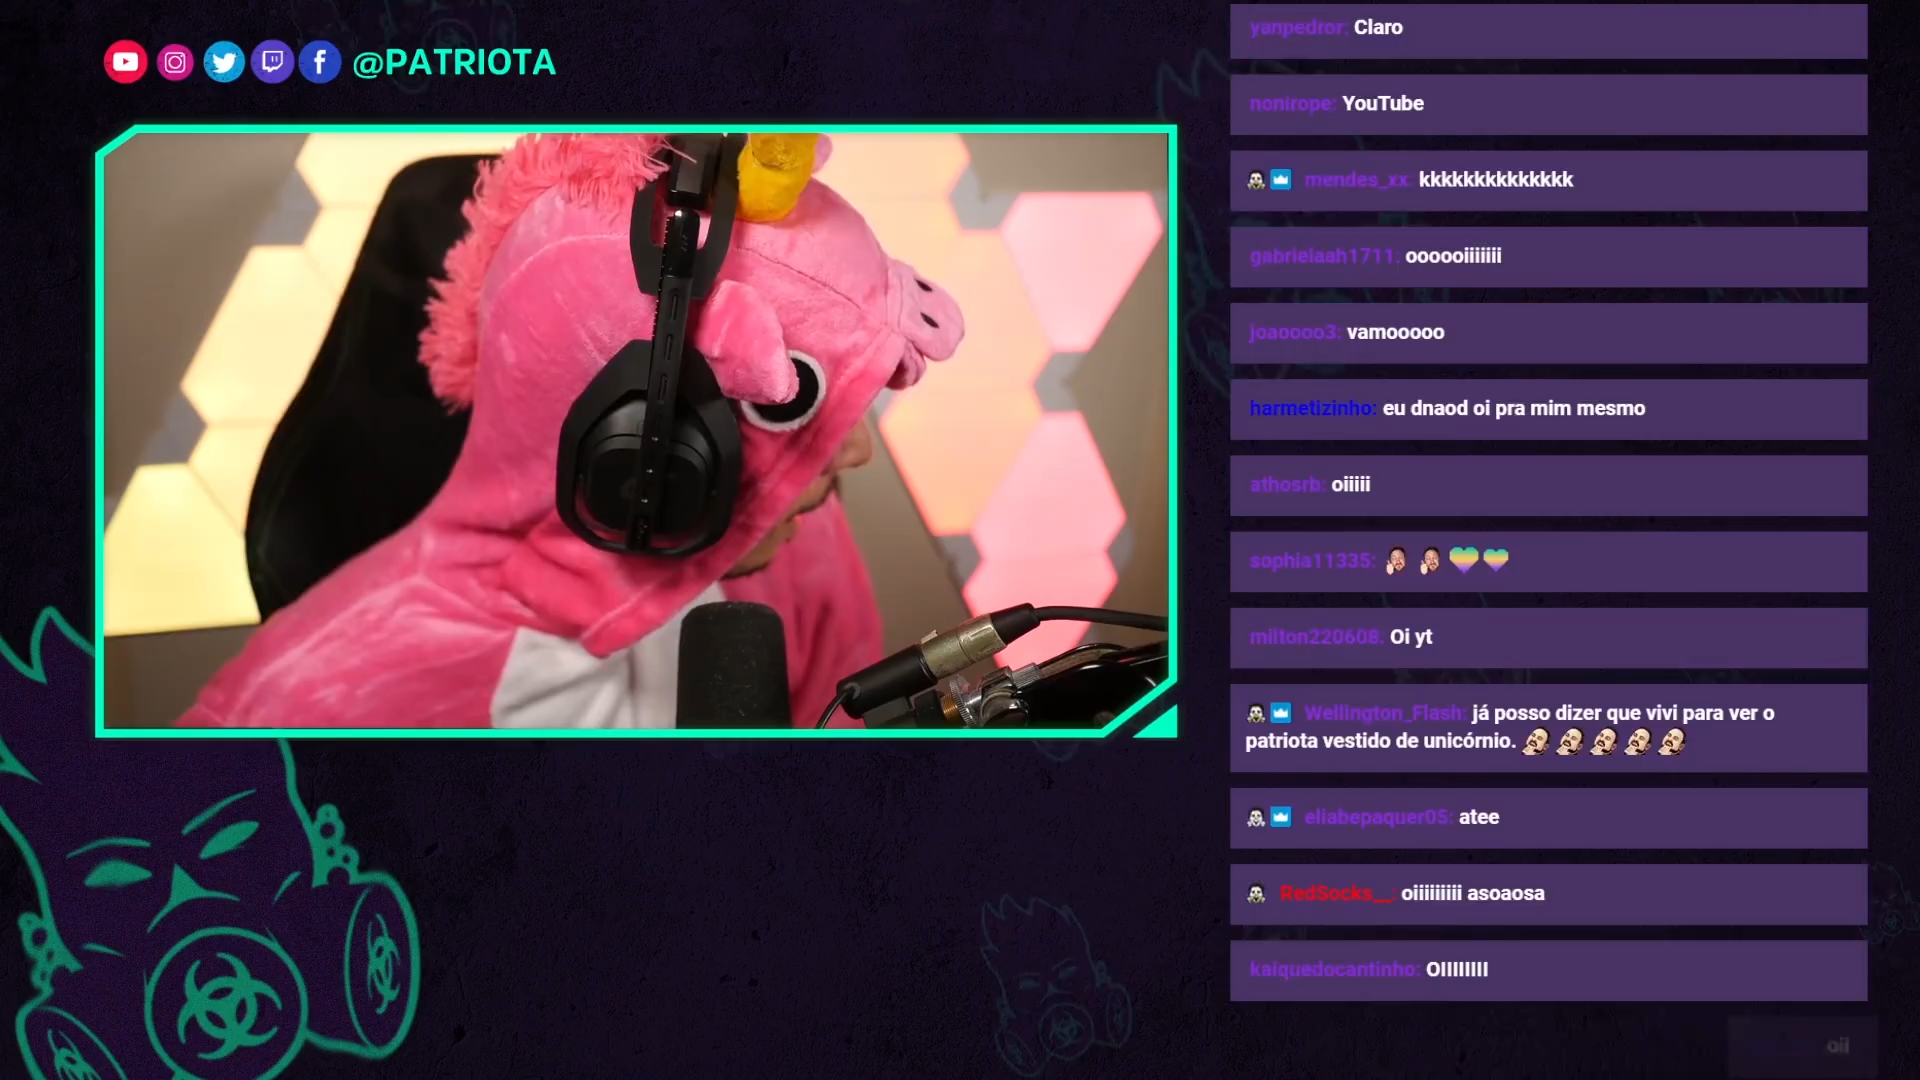 @PATRIOTA
yanpedror: Claro
nonirope: YouTube
mendes_xx: kkkkkkkkkkkkkk
gabrielaah1711: oooooiiiiiii
joaoooo3: vamooooo
harmetizinho: eu dnaod oi pra mim mesmo
athosrb: oiiiii
sophia11335:
milton220608: Oi yt
Wellington_Flash: já posso dizer que vivi para ver o
patriota vestido de unicórnio.
eliabepaquer05: atee
RedSocks__: oiiiiiiiii asoaosa
kaiquedocantinho: OIIIIIIII
oii